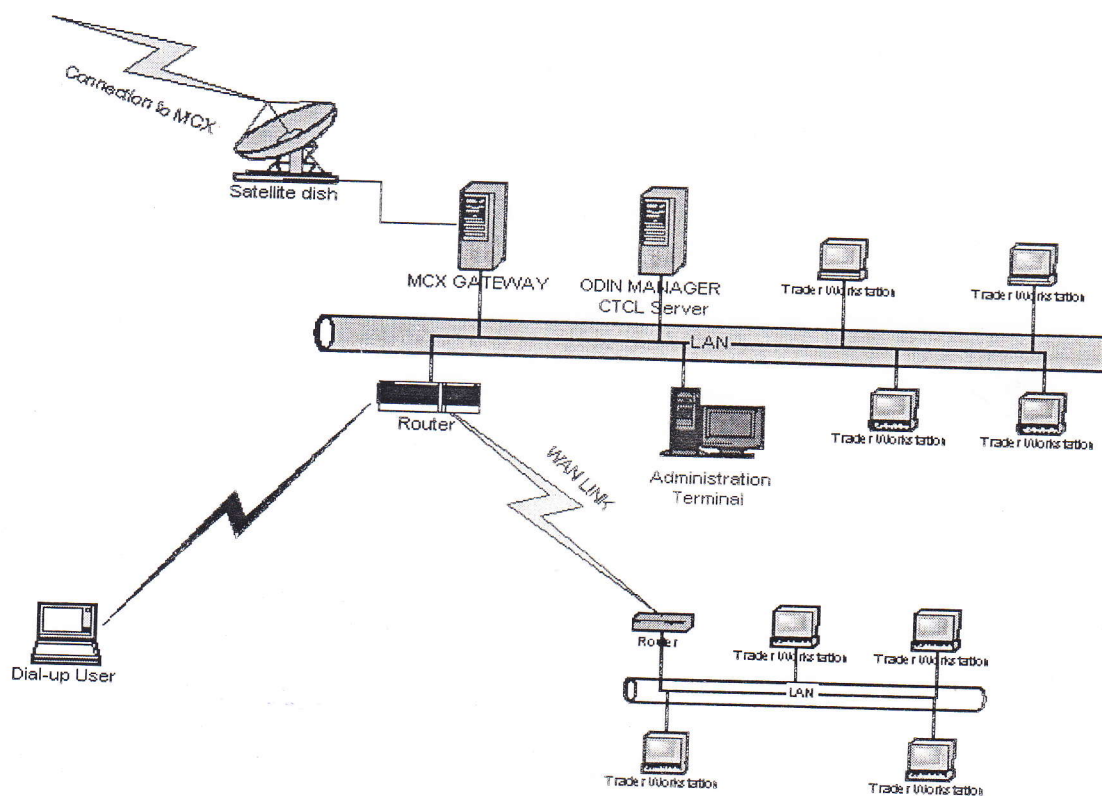 Connection to MCX
Satellite dish
MCX GATEWAY
ODIN MANAGER
CTCL Server
Trader Workstation
Trader Workstation
LAN
Trader Workstation
Trader Workstation
Router
Administration
Terminal
WAN LINK
Dial-up User
Router
Trader Workstation
Trader Workstation
LAN
Trader Workstation
Trader Workstation